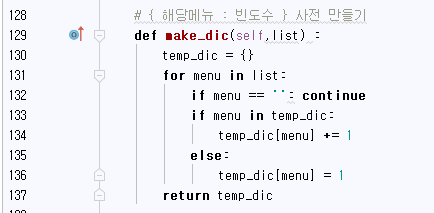 128 # { 해당메뉴 : 빈도수 } 사전 만들기
129 def make_dic(self,list) :
130 temp_dic = {}
131 for menu in list:
132 if menu == '': continue
133 if menu in temp_dic:
134 temp_dic[menu] += 1
135 else:
136 temp_dic[menu] = 1
137 return temp_dic